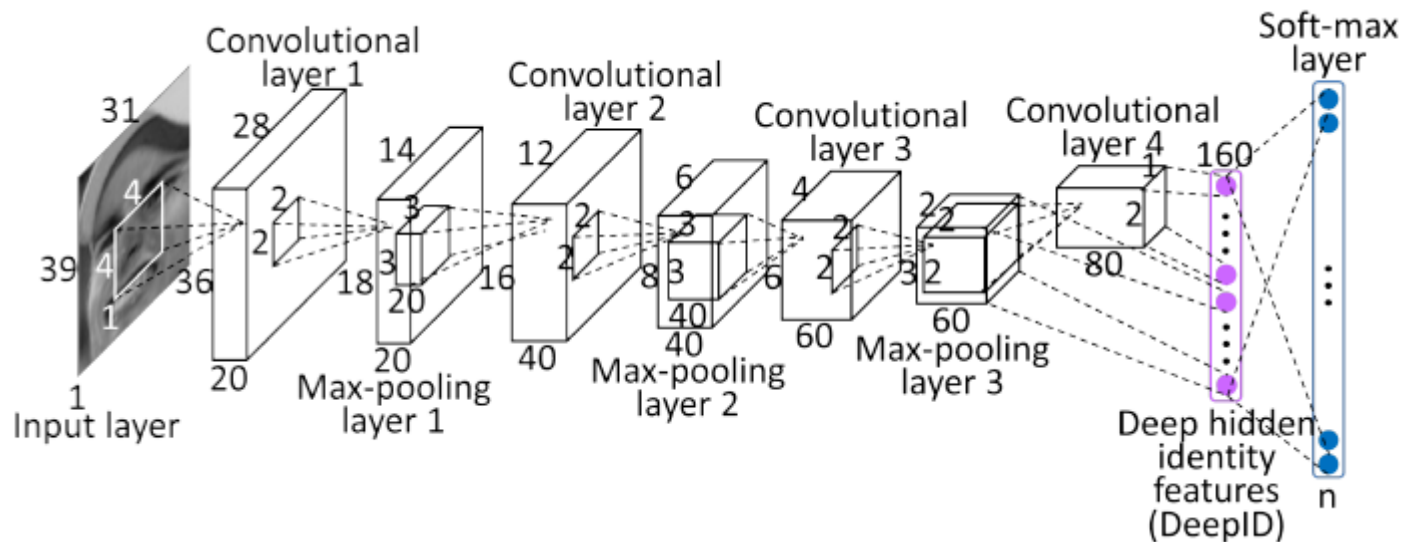 Convolutional
layer 1
Convolutional
layer 2
Convolutional
layer 3
Convolutional
layer 4
Soft-max
layer
31
39
4
4
1
1
Input layer
28
36
20
2
2
14
18
20
3
3
20
Max-pooling
layer 1
12
16
40
2
2
6
8
40
3
3
40
Max-pooling
layer 2
4
6
60
2
2
2
3
60
2
2
Max-pooling
layer 3
1
2
80
160
Deep hidden
identity
features
(DeepID)
n